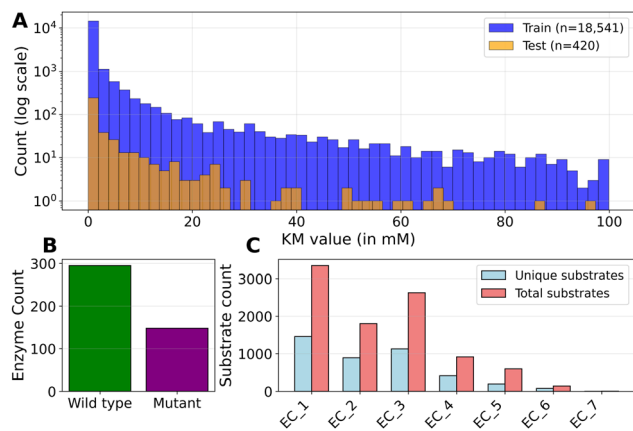 A
Count (log scale)
10⁴
10³
10²
10¹
10⁰
Train (n=18,541)
Test (n=420)
0 20 40 60 80 100
KM value (in mM)
B
Enzyme Count
300
200
100
0
Wild type Mutant
C
Substrate count
3000
2000
1000
0
Unique substrates
Total substrates
EC_1 EC_2 EC_3 EC_4 EC_5 EC_6 EC_7